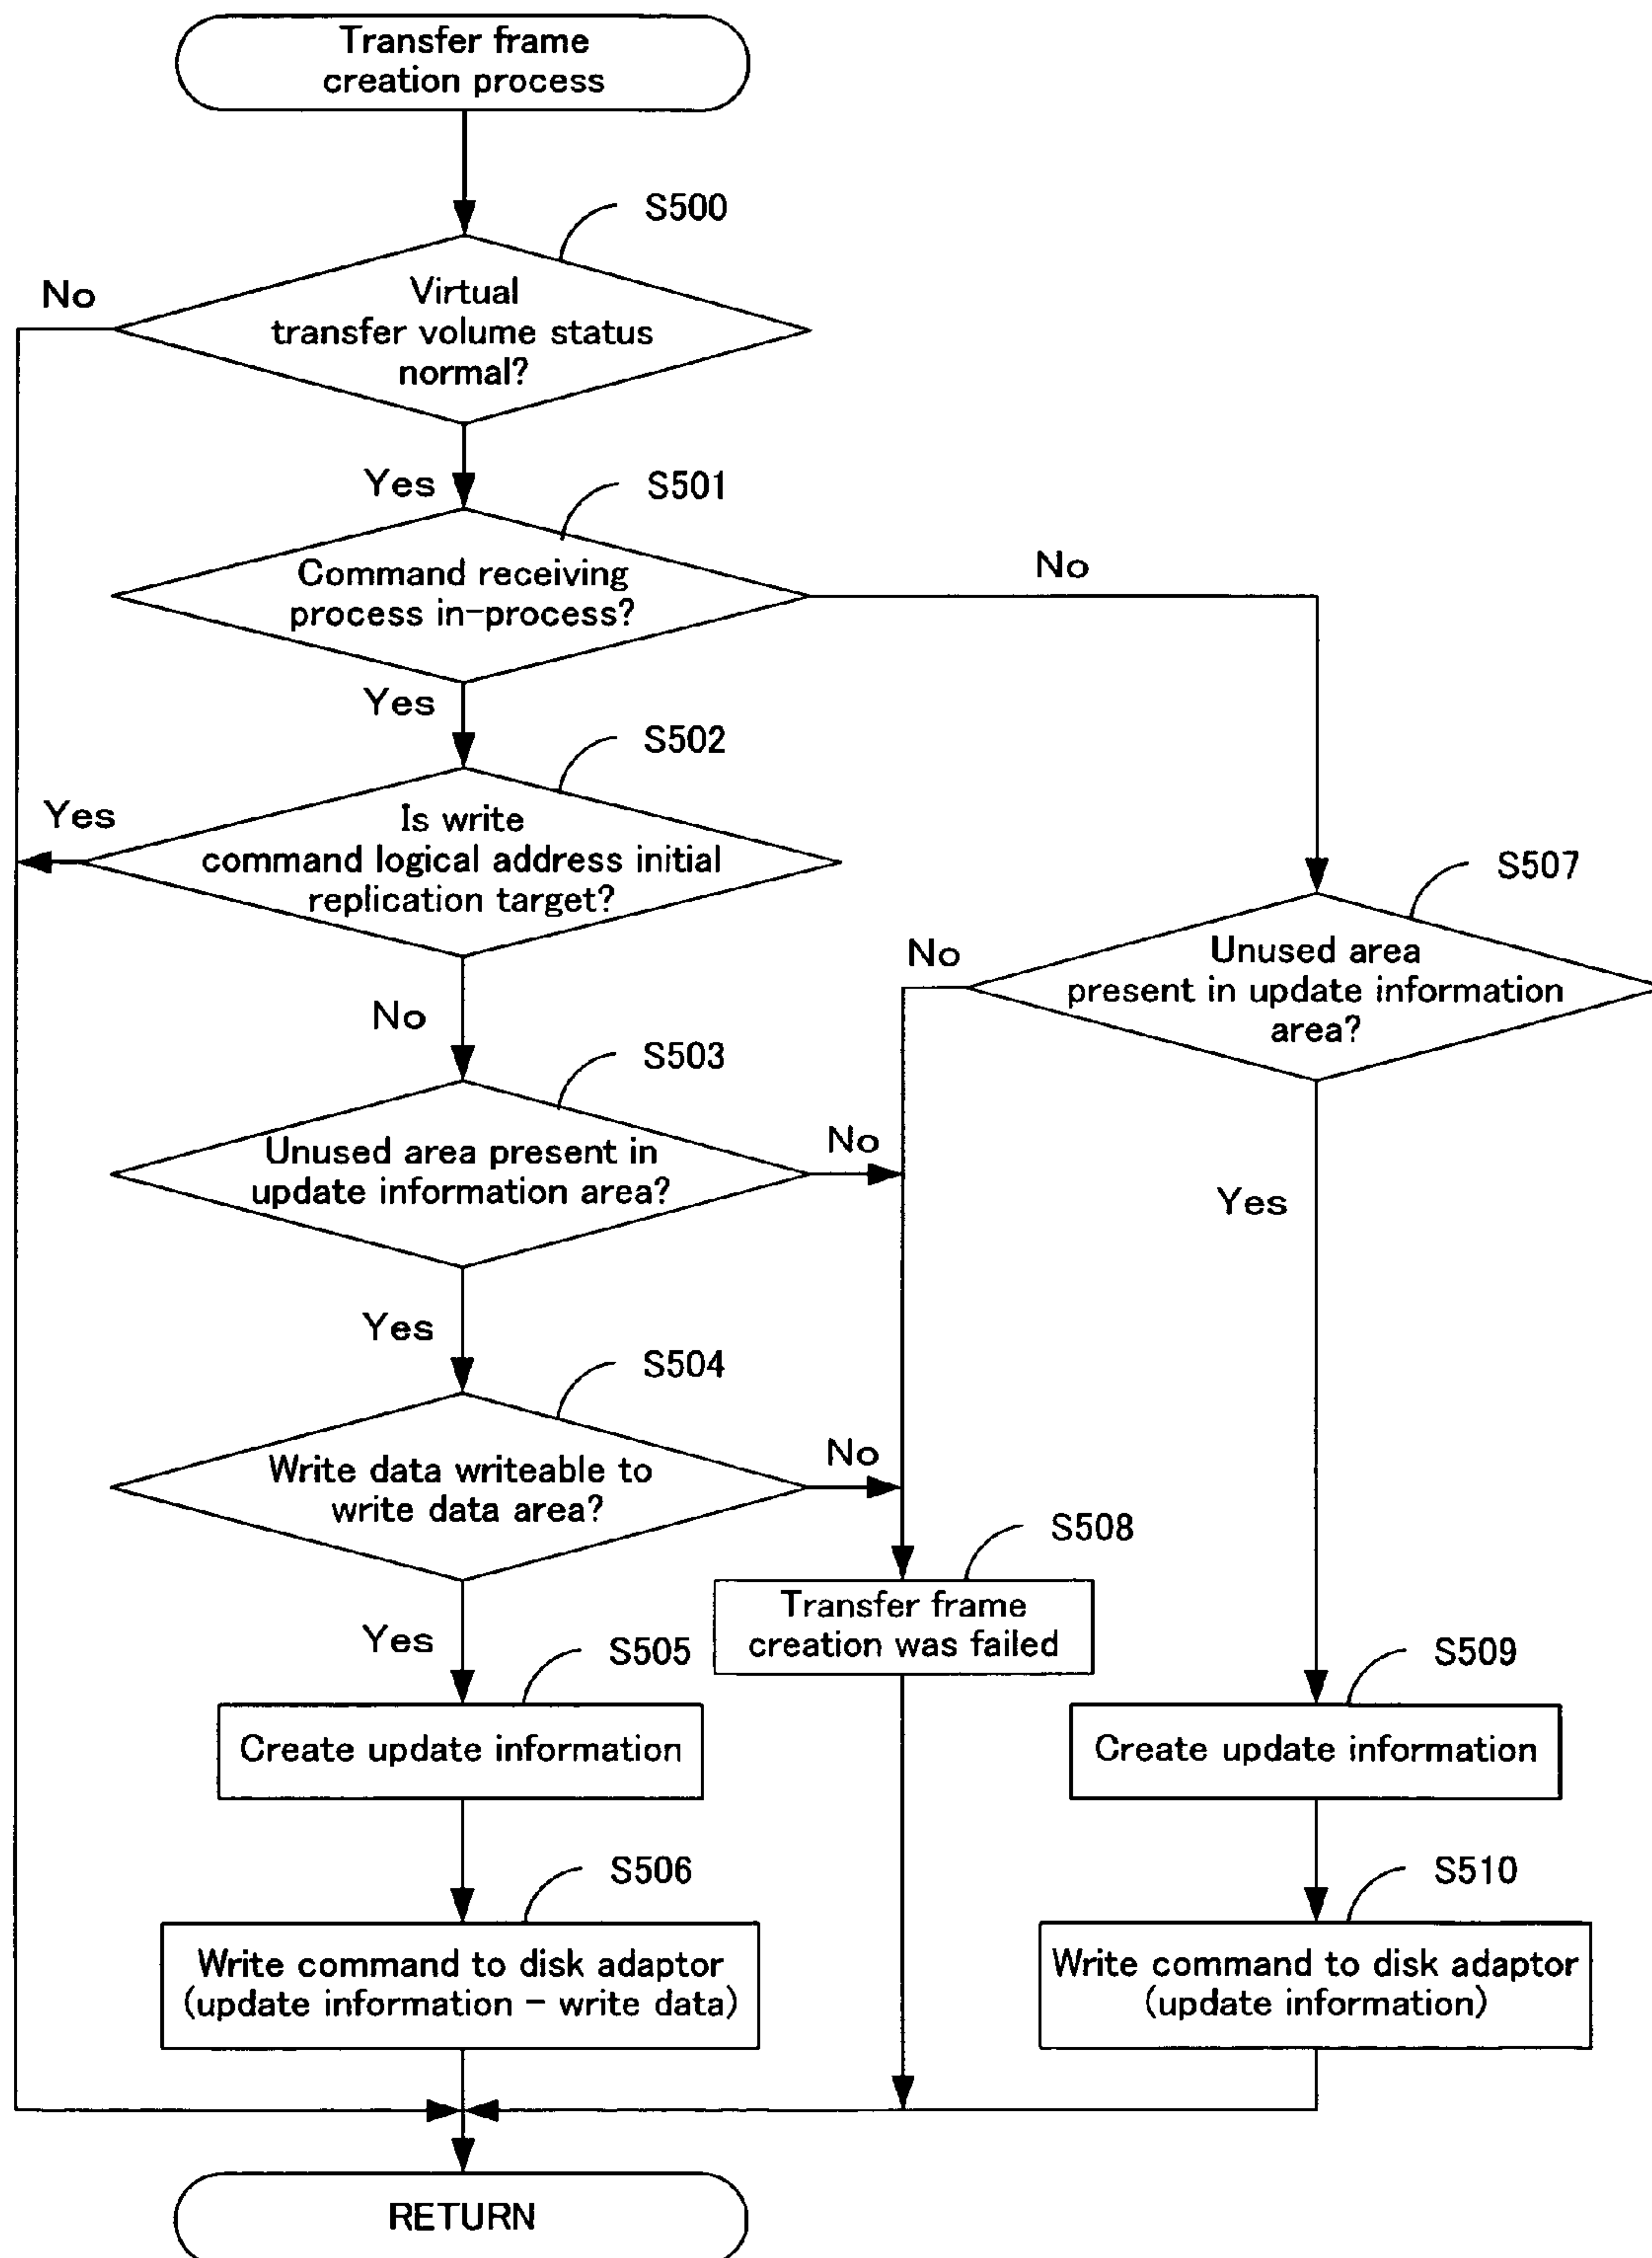 Transfer frame
creation process
S500
No
Virtual
transfer volume status
normal?
Yes
S501
Command receiving
process in-process?
No
Yes
S502
Yes
Is write
command logical address initial
replication target?
S507
No
Unused area
present in update information
area?
No
S503
Unused area present in
update information area?
No
Yes
Yes
S504
Write data writeable to
write data area?
No
S508
Transfer frame
creation was failed
Yes
S505
S509
Create update information
Create update information
S506
S510
Write command to disk adaptor
(update information - write data)
Write command to disk adaptor
(update information)
RETURN